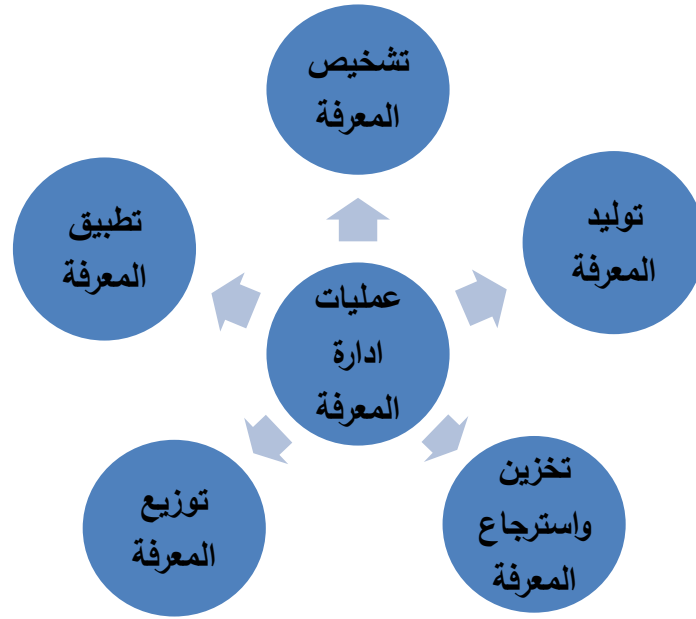 تشخيص
المعرفة
توليد
المعرفة
تطبيق
المعرفة
عمليات
ادارة
المعرفة
تخزين
واسترجاع
المعرفة
توزيع
المعرفة